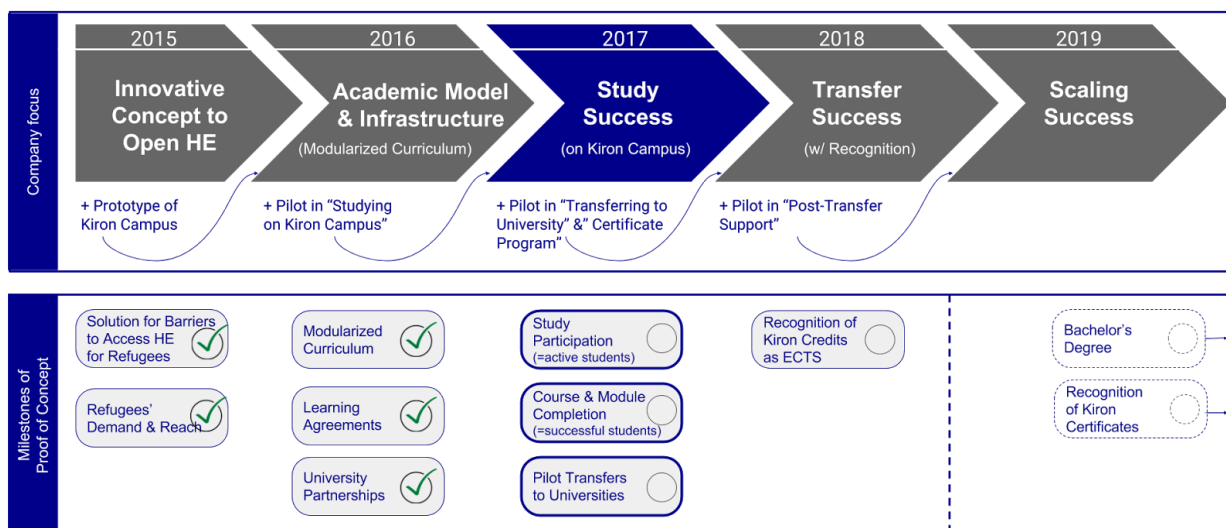 Company focus
2015
Innovative
Concept to
Open HE
2016
Academic Model
& Infrastructure
(Modularized Curriculum)
2017
Study
Success
(on Kiron Campus)
2018
Transfer
Success
(w/ Recognition)
2019
Scaling
Success
+ Prototype of
Kiron Campus
+ Pilot in “Studying
on Kiron Campus”
+ Pilot in “Transferring to
University” &” Certificate
Program”
+ Pilot in “Post-Transfer
Support”
Milestones of
Proof of Concept
Solution for Barriers
to Access HE
for Refugees
Refugees’
Demand & Reach
Modularized
Curriculum
Learning
Agreements
University
Partnerships
Study
Participation
(=active students)
Course & Module
Completion
(=successful students)
Pilot Transfers
to Universities
Recognition of
Kiron Credits
as ECTS
Bachelor’s
Degree
Recognition
of Kiron
Certificates